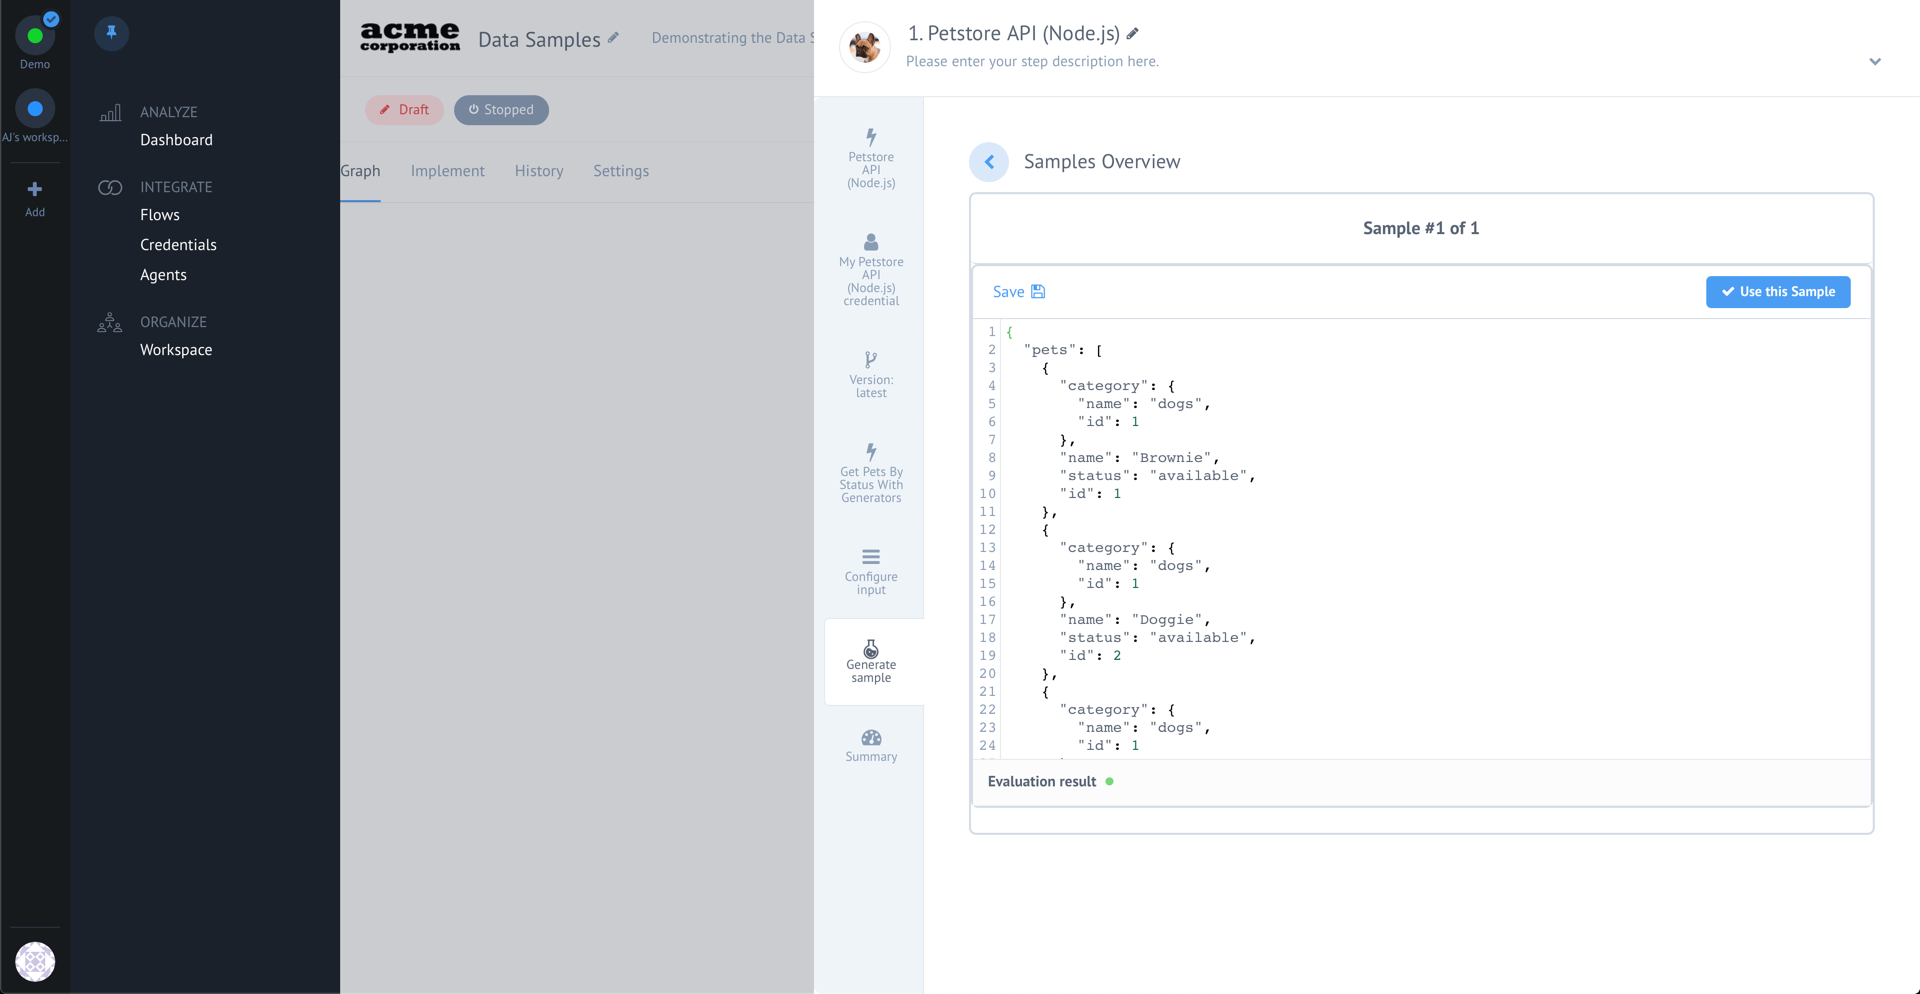 Demo
AJ's worksp...
Add
ANALYZE
Dashboard
INTEGRATE
Flows
Credentials
Agents
ORGANIZE
Workspace
acme
corporation
Data Samples
Demonstrating the Data
Draft
Stopped
Graph
Implement
History
Settings
1. Petstore API (Node.js)
Please enter your step description here.
Petstore
API
(Node.js)
My Petstore
API
(Node.js)
credential
Version:
latest
Get Pets By
Status With
Generators
Configure
input
Generate
sample
Summary
Samples Overview
Sample #1 of 1
Save
Use this Sample
1 {
2 "pets": [
3 {
4 "category": {
5 "name": "dogs",
6 "id": 1
7 },
8 "name": "Brownie",
9 "status": "available",
10 "id": 1
11 },
12 {
13 "category": {
14 "name": "dogs",
15 "id": 1
16 },
17 "name": "Doggie",
18 "status": "available",
19 "id": 2
20 },
21 {
22 "category": {
23 "name": "dogs",
24 "id": 1
Evaluation result